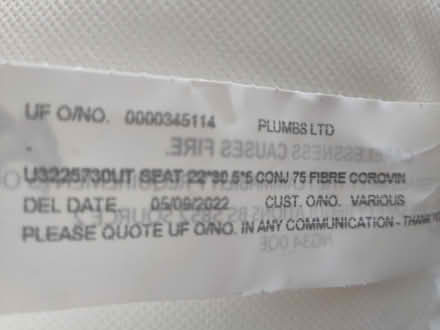 UF O/NO. 0000345114 PLUMBS LTD
LESSNESS CAUSES FIRE.
U3225730UT SEAT 22*30.5*5 CONJ 75 FIBRE COROVIN
DEL DATE 05/09/2022 CUST. O/NO. VARIOUS
PLEASE QUOTE UF O/NO. IN ANY COMMUNICATION - THANK